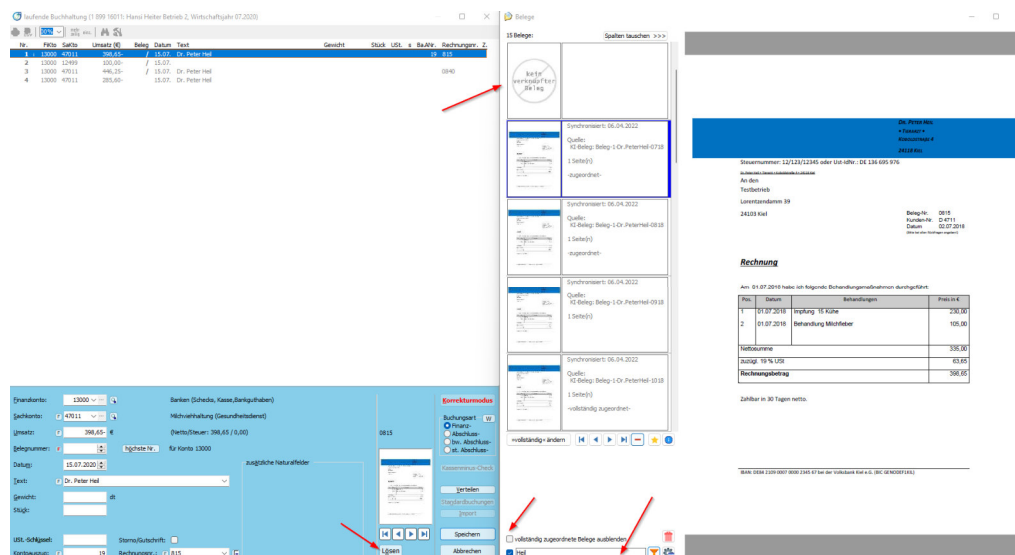 laufende Buchhaltung (1 899 16011: Hansi Heiter Betrieb 2, Wirtschaftsjahr 07.2020)
80%
Nr. FiKto SaKto Umsatz (€) Beleg Datum Text Gewicht Stück USt. s Ba.ANr. Rechnungsnr. Z.
1 13000 47011 398,65- / 15.07. Dr. Peter Heil 19 815
2 13000 12499 100,00- / 15.07.
3 13000 47011 446,25- / 15.07. Dr. Peter Heil 0840
4 13000 47011 285,60- 15.07. Dr. Peter Heil
Finanzkonto: 13000 Banken (Schecks, Kasse,Bankguthaben)
Sachkonto: 47011 Milchviehhaltung (Gesundheitsdienst)
Umsatz: 398,65- € (Netto/Steuer: 398,65 / 0,00)
Belegnummer: höchste Nr. für Konto 13000
Datum: 15.07.2020 zusätzliche Naturalfelder
Text: Dr. Peter Heil
Gewicht: dt
Stück:
USt.-Schlüssel: Storno/Gutschrift:
Kontoauszug: 19 Rechnungsnr.: 815
0815
Lösen
Korrekturmodus
Buchungsart W
Finanz-
Abschluss-
bw. Abschluss-
st. Abschluss-
Kassenminus-Check
Verteilen
Standardbuchungen
Import
Speichern
Abbrechen
Belege
15 Belege: Spalten tauschen >>>
kein
verknüpfter
Beleg
Synchronisiert: 06.04.2022
Quelle:
KI-Beleg: Beleg-1-Dr.PeterHeil-0718
1 Seite(n)
-zugeordnet-
Synchronisiert: 06.04.2022
Quelle:
KI-Beleg: Beleg-1-Dr.PeterHeil-0818
1 Seite(n)
-zugeordnet-
Synchronisiert: 06.04.2022
Quelle:
KI-Beleg: Beleg-1-Dr.PeterHeil-0918
1 Seite(n)
Synchronisiert: 06.04.2022
Quelle:
KI-Beleg: Beleg-1-Dr.PeterHeil-1018
1 Seite(n)
-vollständig zugeordnet-
»vollständig« ändern
vollständig zugeordnete Belege ausblenden
Heil
Dr. Peter Heil
• Tierarzt •
24118 Kiel
Steuernummer: 12/123/12345 oder Ust-IdNr.: DE 136 695 976
An den
Testbetrieb
Lorentzendamm 39
24103 Kiel
Beleg-Nr. 0815
Kunden-Nr. D 4711
Datum 02.07.2018
Rechnung
Am 01.07.2018 habe ich folgende Behandlungsmaßnahmen durchgeführt:
Pos. Datum Behandlungen Preis in €
1 01.07.2018 Impfung 15 Kühe 230,00
2 01.07.2018 Behandlung Milchfieber 105,00
Nettosumme 335,00
zuzügl. 19 % USt 63,65
Rechnungsbetrag 398,65
Zahlbar in 30 Tagen netto.